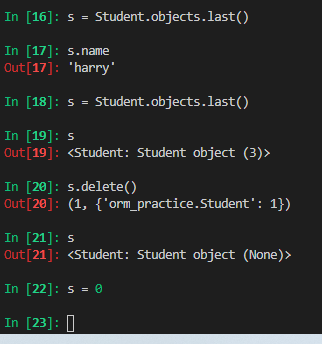 In [16]: s = Student.objects.last()
In [17]: s.name
Out[17]: 'harry'
In [18]: s = Student.objects.last()
In [19]: s
Out[19]: <Student: Student object (3)>
In [20]: s.delete()
Out[20]: (1, {'orm_practice.Student': 1})
In [21]: s
Out[21]: <Student: Student object (None)>
In [22]: s = 0
In [23]: